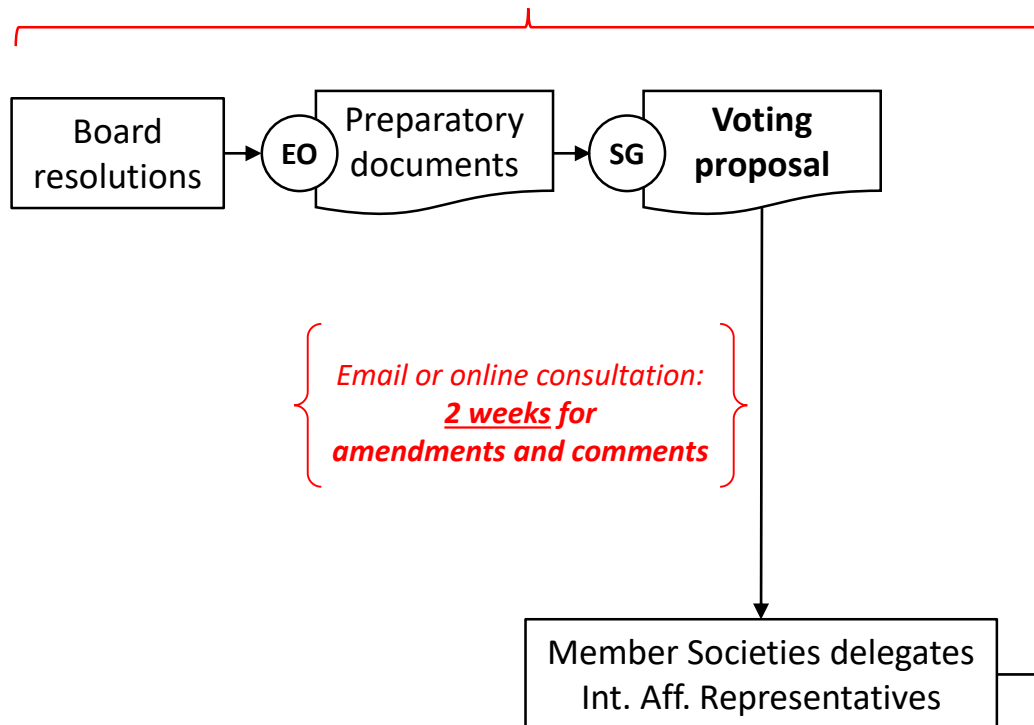 Board
resolutions
EO
Preparatory
documents
SG
Voting
proposal
Email or online consultation:
2 weeks for
amendments and comments
Member Societies delegates
Int. Aff. Representatives